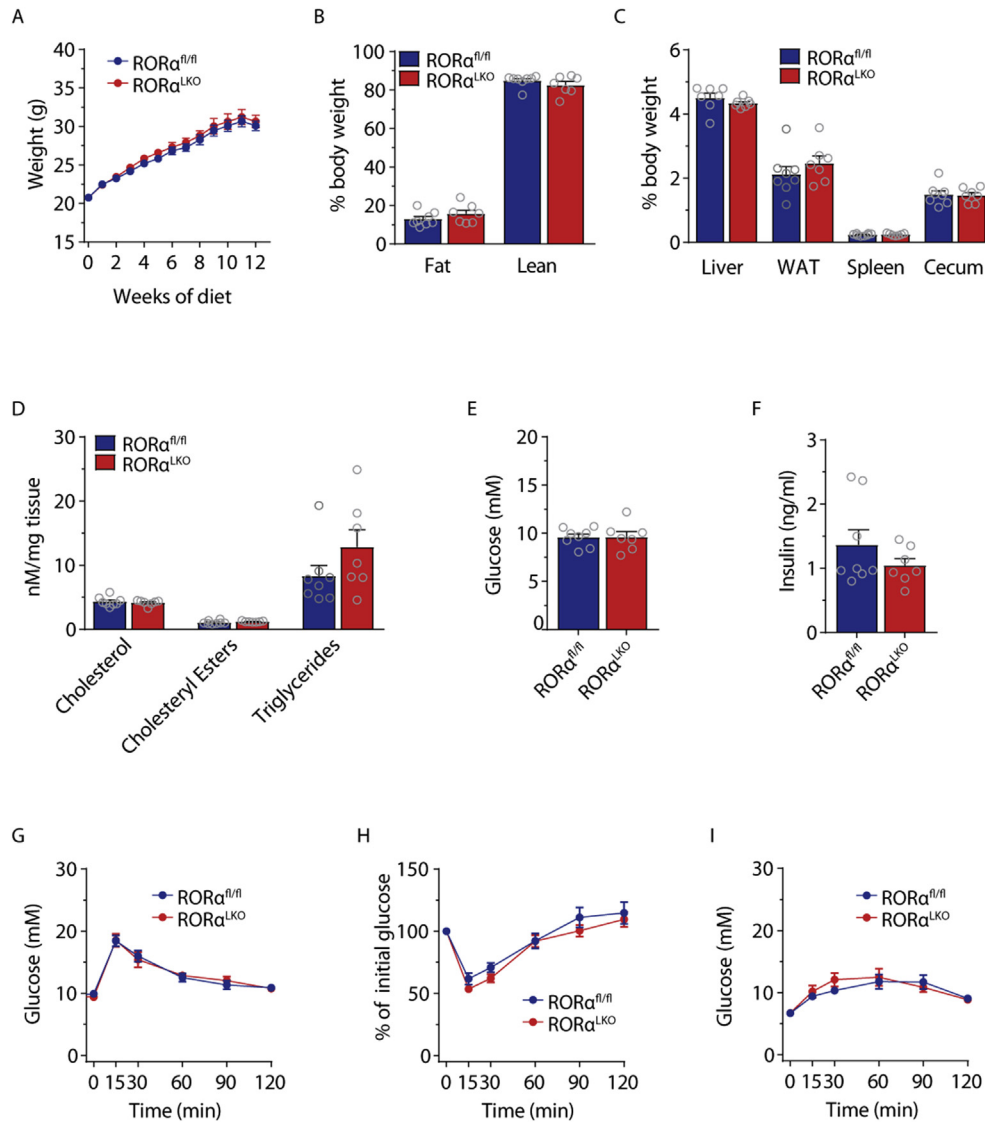 A
RORα^fl/fl
RORα^LKO
Weight (g)
40
35
30
25
20
15
0 2 4 6 8 10 12
Weeks of diet
B
RORα^fl/fl
RORα^LKO
% body weight
100
80
60
40
20
0
Fat Lean
C
RORα^fl/fl
RORα^LKO
% body weight
6
4
2
0
Liver WAT Spleen Cecum
D
RORα^fl/fl
RORα^LKO
nM/mg tissue
30
20
10
0
Cholesterol
Cholesteryl Esters
Triglycerides
E
Glucose (mM)
20
15
10
5
0
RORα^fl/fl
RORα^LKO
F
Insulin (ng/ml)
3
2
1
0
RORα^fl/fl
RORα^LKO
G
RORα^fl/fl
RORα^LKO
Glucose (mM)
30
20
10
0
0 15 30 60 90 120
Time (min)
H
% of initial glucose
150
100
50
0
RORα^fl/fl
RORα^LKO
0 15 30 60 90 120
Time (min)
I
RORα^fl/fl
RORα^LKO
Glucose (mM)
30
20
10
0
0 15 30 60 90 120
Time (min)